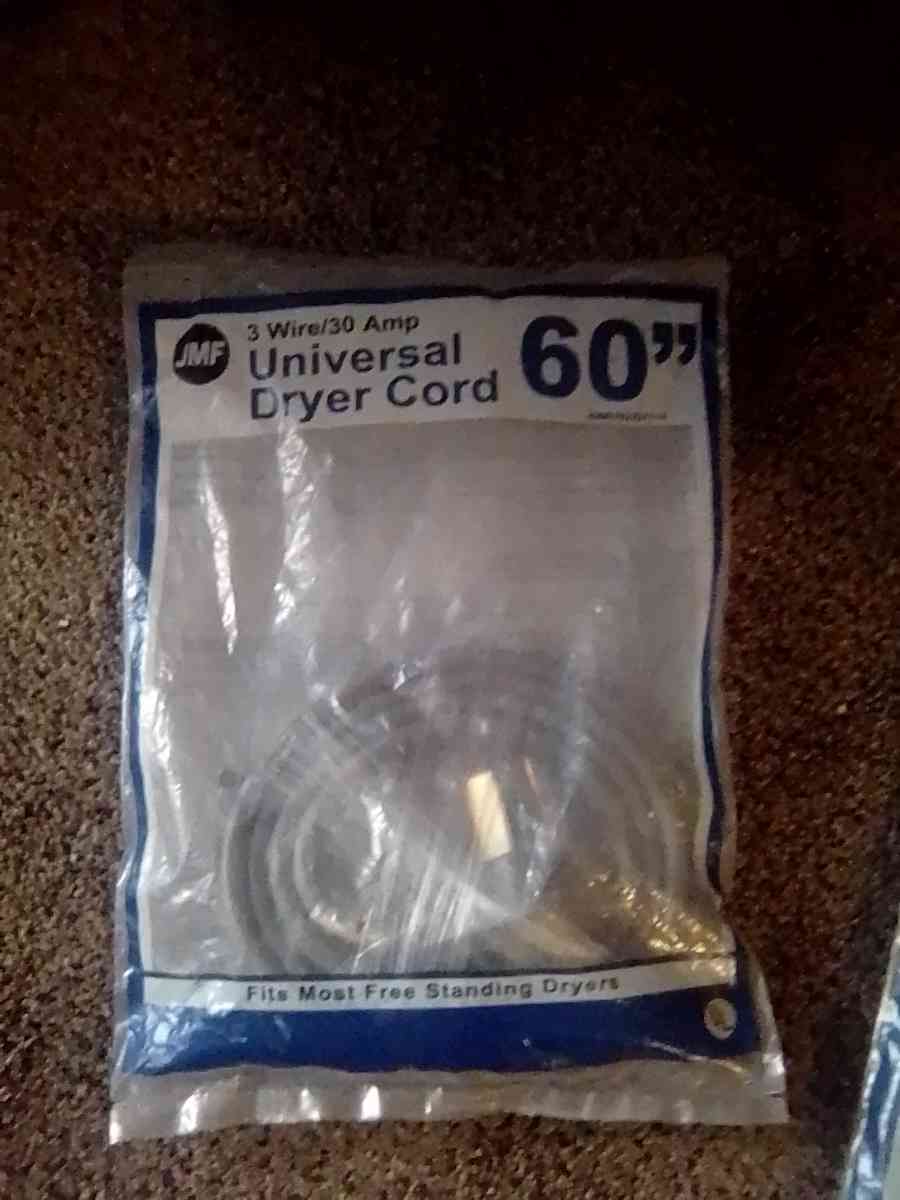 JMF
3 Wire/30 Amp
Universal
Dryer Cord
60”
Fits Most Free Standing Dryers